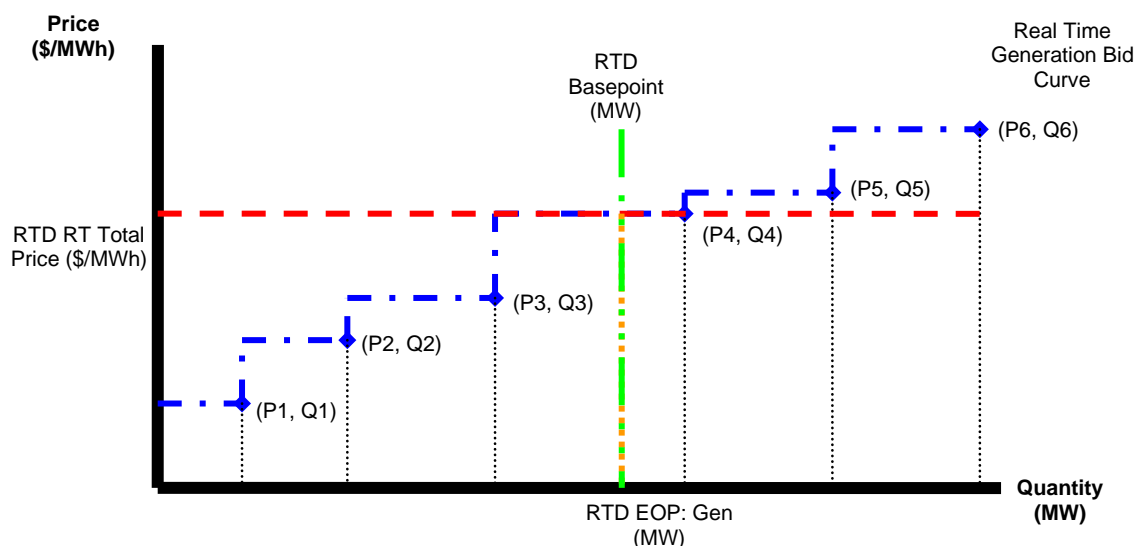 Price
($/MWh)
Real Time
Generation Bid
Curve
RTD
Basepoint
(MW)
(P6, Q6)
(P5, Q5)
(P4, Q4)
RTD RT Total
Price ($/MWh)
(P3, Q3)
(P2, Q2)
(P1, Q1)
Quantity
(MW)
RTD EOP: Gen
(MW)